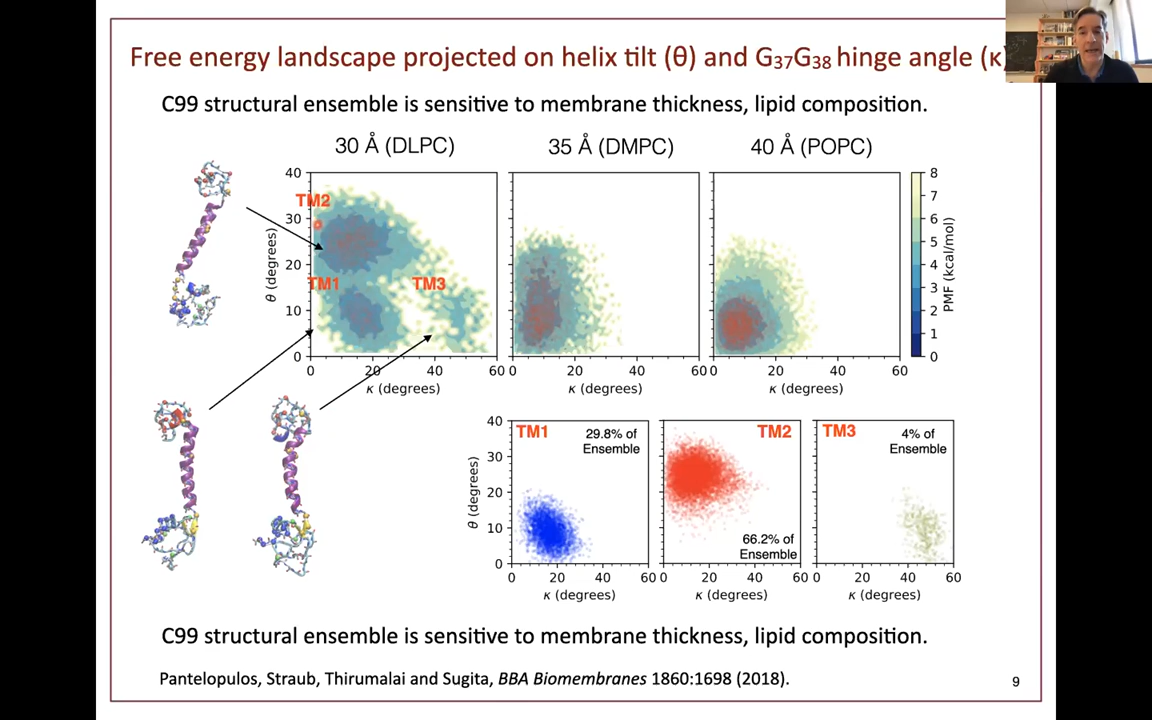 Free energy landscape projected on helix tilt (θ) and G₃₇G₃₈ hinge angle (κ)
C99 structural ensemble is sensitive to membrane thickness, lipid composition.
30 Å (DLPC)
35 Å (DMPC)
40 Å (POPC)
40
30
20
10
0
θ (degrees)
TM2
TM1
TM3
0
20
40
60
κ (degrees)
0
20
40
60
κ (degrees)
0
20
40
60
κ (degrees)
8
7
6
5
4
3
2
1
0
PMF (kcal/mol)
40
30
20
10
0
θ (degrees)
TM1
29.8% of
Ensemble
0
20
40
60
κ (degrees)
TM2
66.2% of
Ensemble
0
20
40
60
κ (degrees)
TM3
4% of
Ensemble
0
20
40
60
κ (degrees)
C99 structural ensemble is sensitive to membrane thickness, lipid composition.
Pantelopulos, Straub, Thirumalai and Sugita, BBA Biomembranes 1860:1698 (2018).
9